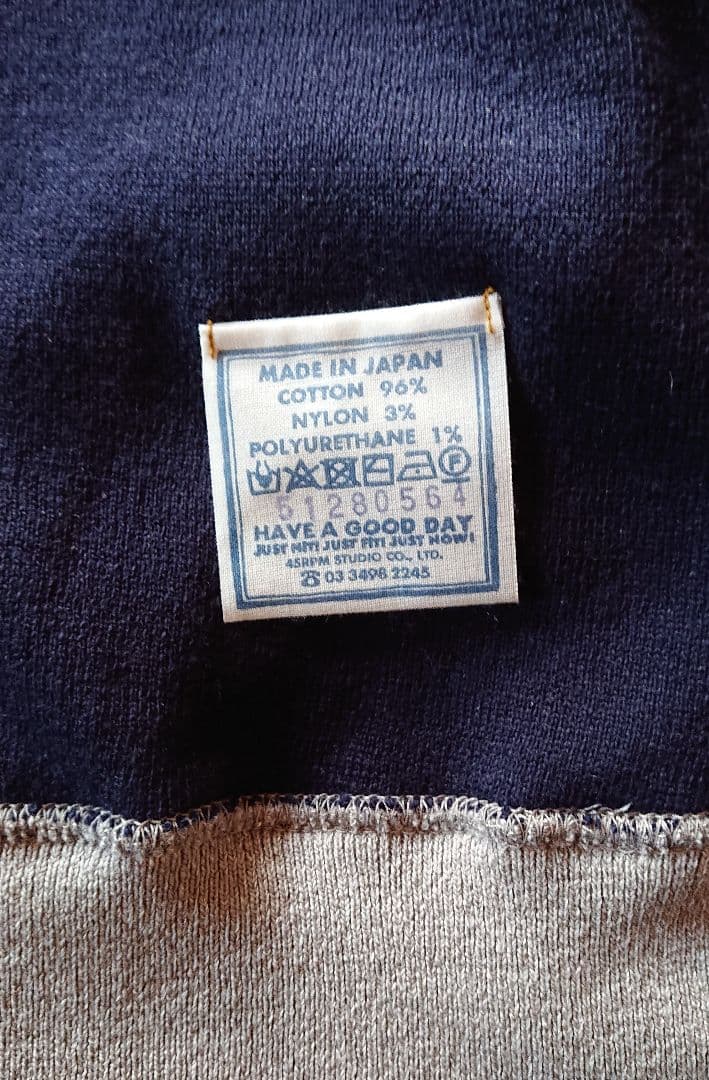 MADE IN JAPAN
COTTON 96%
NYLON 3%
POLYURETHANE 1%
F
51280564
HAVE A GOOD DAY
JUST HIT! JUST FIT! JUST NOW!
45RPM STUDIO CO., LTD.
☎ 03 3498 2245